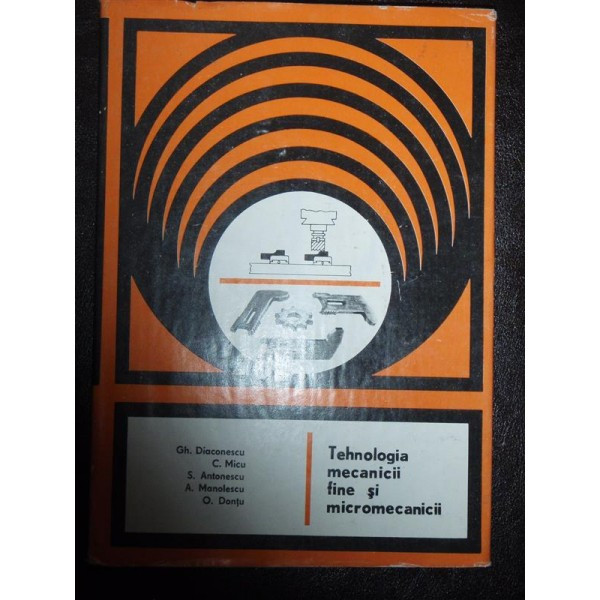 Gh. Diaconescu
C. Micu
S. Antonescu
A. Manolescu
O. Donțu
Tehnologia
mecanicii
fine și
micromecanicii